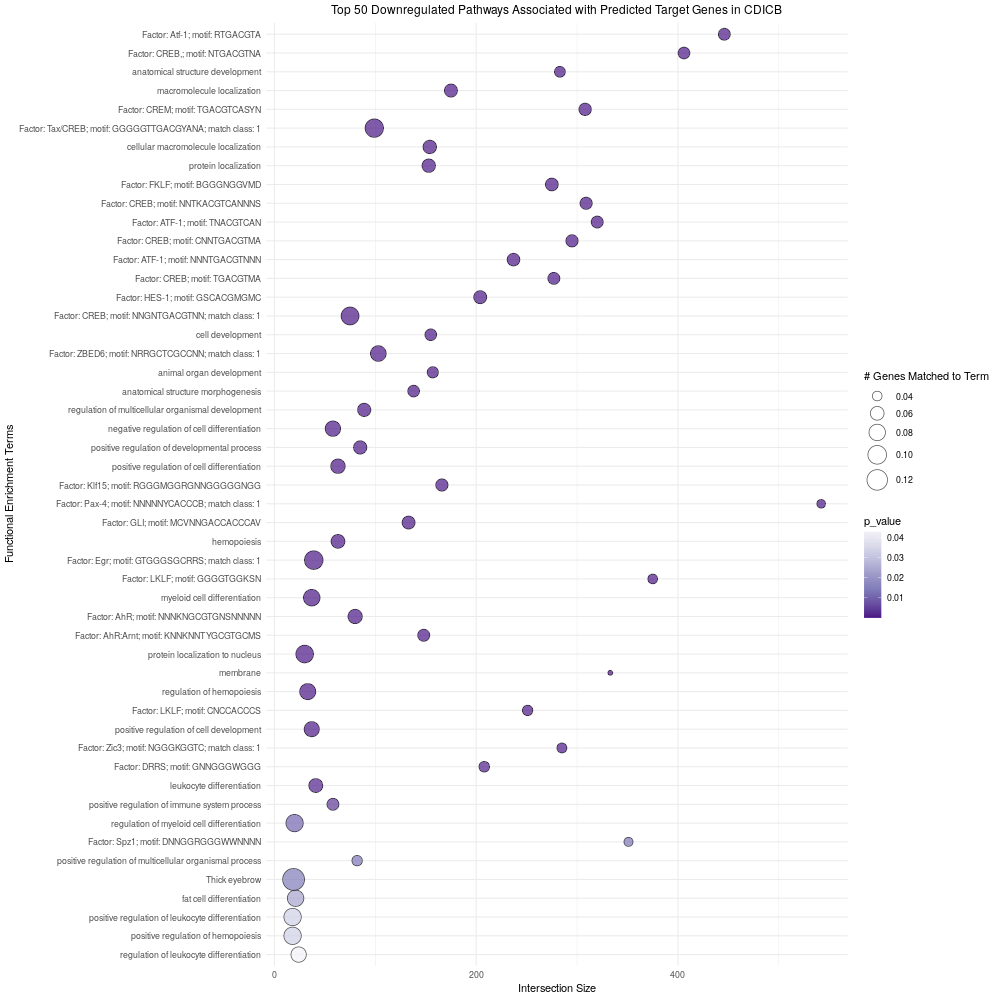 Top 50 Downregulated Pathways Associated with Predicted Target Genes in CDICB
Functional Enrichment Terms
Factor: Atf-1; motif: RTGACGTA
Factor: CREB,; motif: NTGACGTNA
anatomical structure development
macromolecule localization
Factor: CREM; motif: TGACGTCASYN
Factor: Tax/CREB; motif: GGGGGTTGACGYANA; match class: 1
cellular macromolecule localization
protein localization
Factor: FKLF; motif: BGGGNGGVMD
Factor: CREB; motif: NNTKACGTCANNNS
Factor: ATF-1; motif: TNACGTCAN
Factor: CREB; motif: CNNTGACGTMA
Factor: ATF-1; motif: NNNTGACGTNNN
Factor: CREB; motif: TGACGTMA
Factor: HES-1; motif: GSCACGMGMC
Factor: CREB; motif: NNGNTGACGTNN; match class: 1
cell development
Factor: ZBED6; motif: NRRGCTCGCCNN; match class: 1
animal organ development
anatomical structure morphogenesis
regulation of multicellular organismal development
negative regulation of cell differentiation
positive regulation of developmental process
positive regulation of cell differentiation
Factor: Klf15; motif: RGGGMGGRGNNGGGGGNGG
Factor: Pax-4; motif: NNNNNYCACCCB; match class: 1
Factor: GLI; motif: MCVNNGACCACCCAV
hemopoiesis
Factor: Egr; motif: GTGGGSGCRRS; match class: 1
Factor: LKLF; motif: GGGGTGGKSN
myeloid cell differentiation
Factor: AhR; motif: NNNKNGCGTGNSNNNNN
Factor: AhR:Arnt; motif: KNNKNNTYGCGTGCMS
protein localization to nucleus
membrane
regulation of hemopoiesis
Factor: LKLF; motif: CNCCACCCS
positive regulation of cell development
Factor: Zic3; motif: NGGGKGGTC; match class: 1
Factor: DRRS; motif: GNNGGGWGGG
leukocyte differentiation
positive regulation of immune system process
regulation of myeloid cell differentiation
Factor: Spz1; motif: DNNGGRGGGWWNNNN
positive regulation of multicellular organismal process
Thick eyebrow
fat cell differentiation
positive regulation of leukocyte differentiation
positive regulation of hemopoiesis
regulation of leukocyte differentiation
0 200 400
Intersection Size
# Genes Matched to Term
0.04
0.06
0.08
0.10
0.12
p_value
0.04
0.03
0.02
0.01